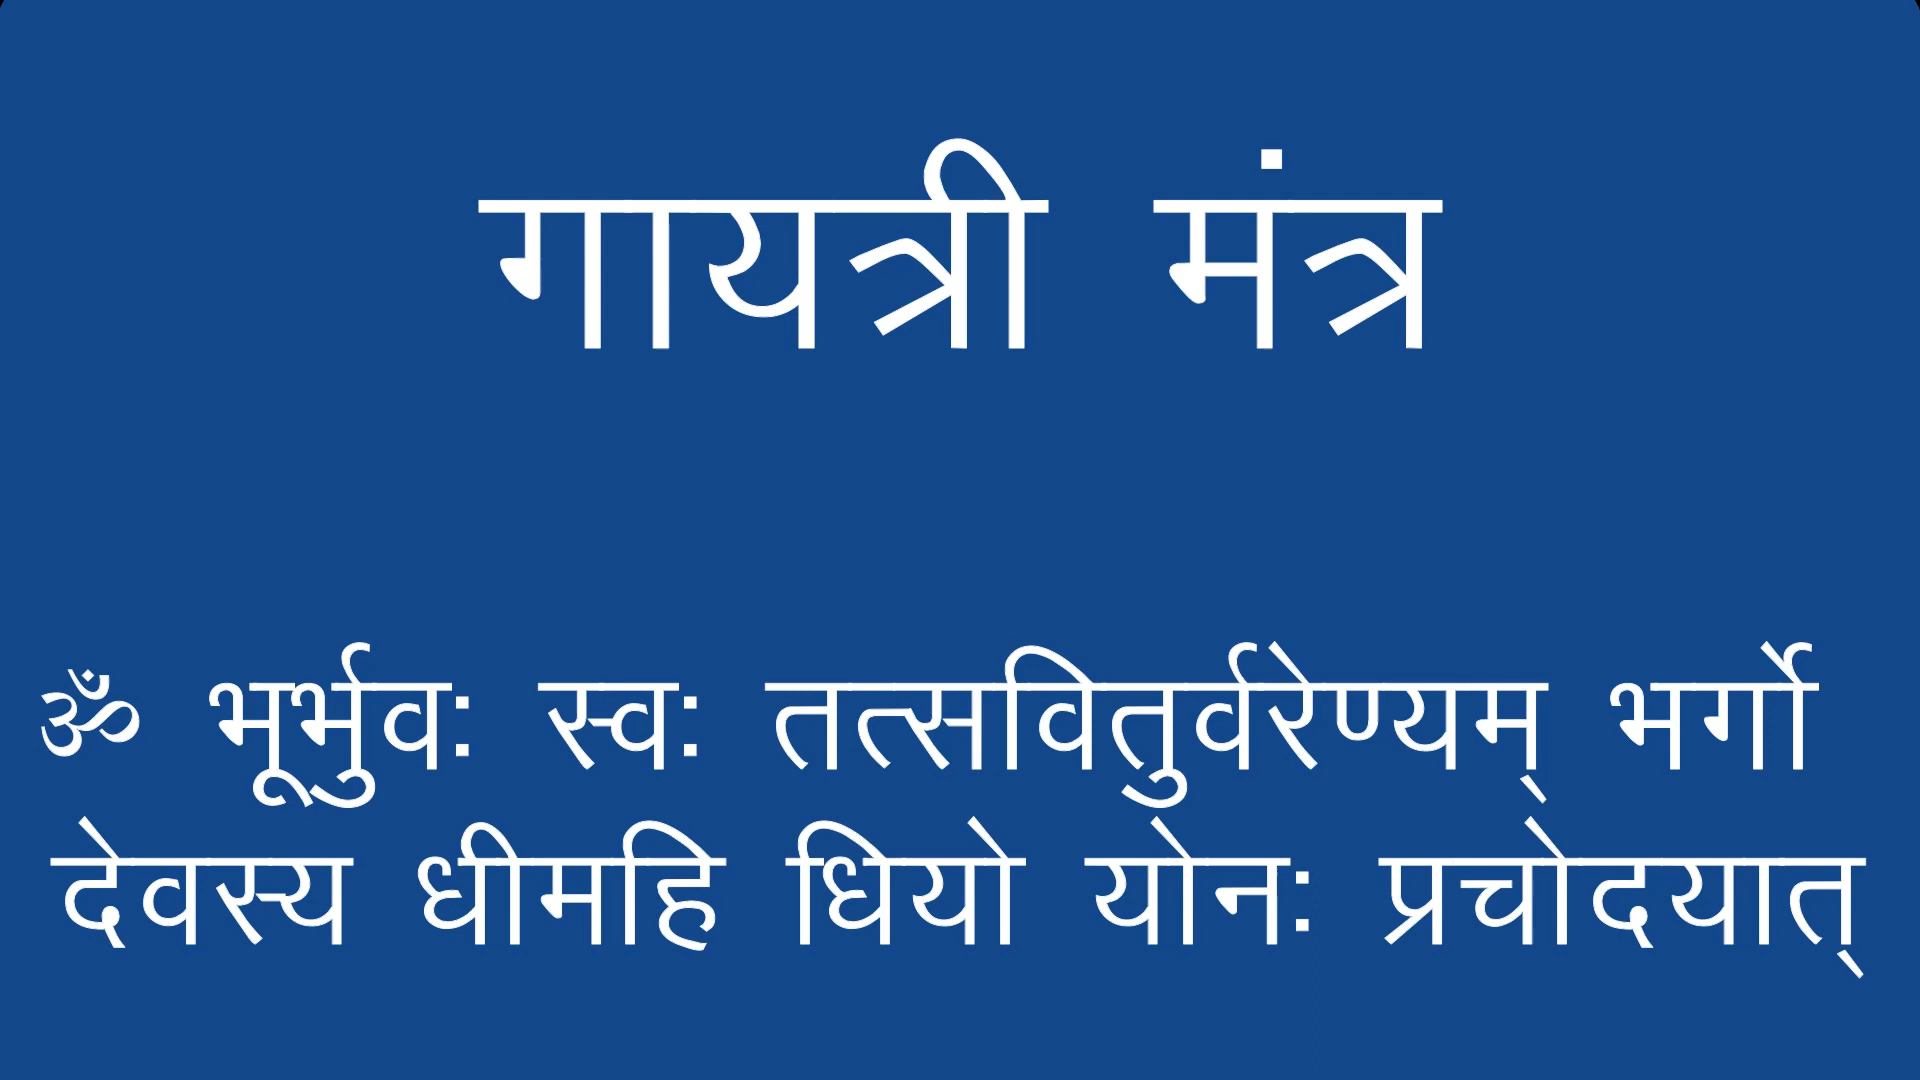 गायत्री मंत्र
ॐ भूर्भुवः स्वः तत्सवितुर्वरेण्यम् भर्गो
देवस्य धीमहि धियो योनः प्रचोदयात्